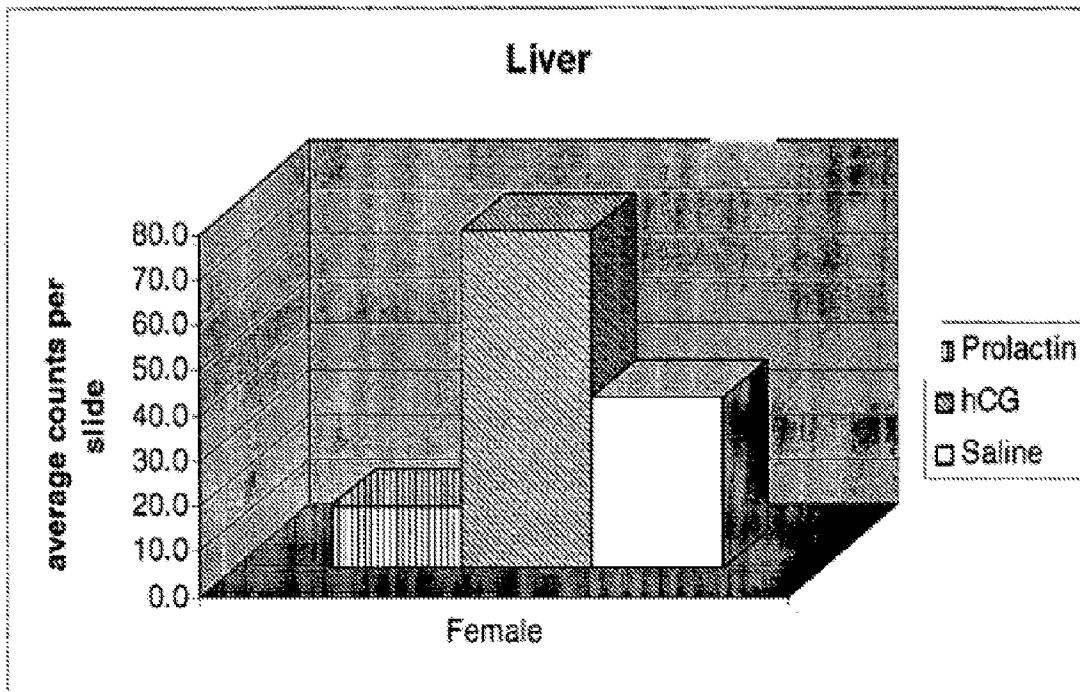 Liver
average counts per
slide
80.0
70.0
60.0
50.0
40.0
30.0
20.0
10.0
0.0
Female
Prolactin
hCG
Saline